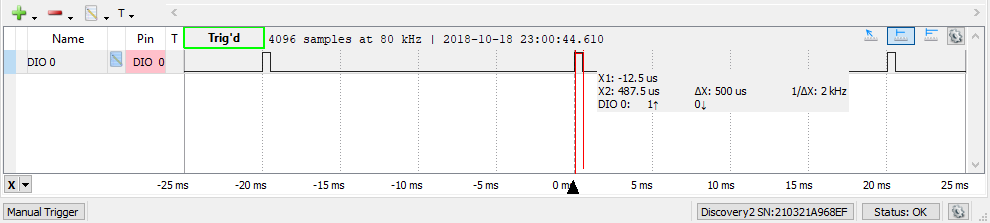 T
Name Pin T Trig'd 4096 samples at 80 kHz | 2018-10-18 23:00:44.610
DIO 0 DIO 0
X1: -12.5 us
X2: 487.5 us ΔX: 500 us 1/ΔX: 2 kHz
DIO 0: 1↑ 0↓
X -25 ms -20 ms -15 ms -10 ms -5 ms 0 ms 5 ms 10 ms 15 ms 20 ms 25 ms
Manual Trigger Discovery2 SN:210321A968EF Status: OK